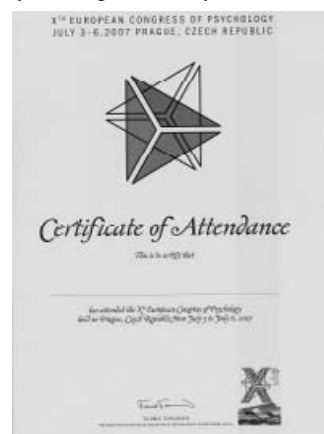 Xᵀᴴ EUROPEAN CONGRESS OF PSYCHOLOGY
JULY 3-6.2007 PRAGUE, CZECH REPUBLIC
Certificate of Attendance
This is to certify that
has attended the Xᵗʰ European Congress of Psychology
held in Prague, Czech Republic from July 3 to July 6, 2007
X